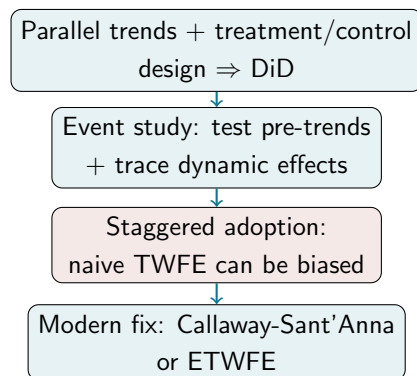 Parallel trends + treatment/control
design ⇒ DiD
Event study: test pre-trends
+ trace dynamic effects
Staggered adoption:
naive TWFE can be biased
Modern fix: Callaway-Sant'Anna
or ETWFE